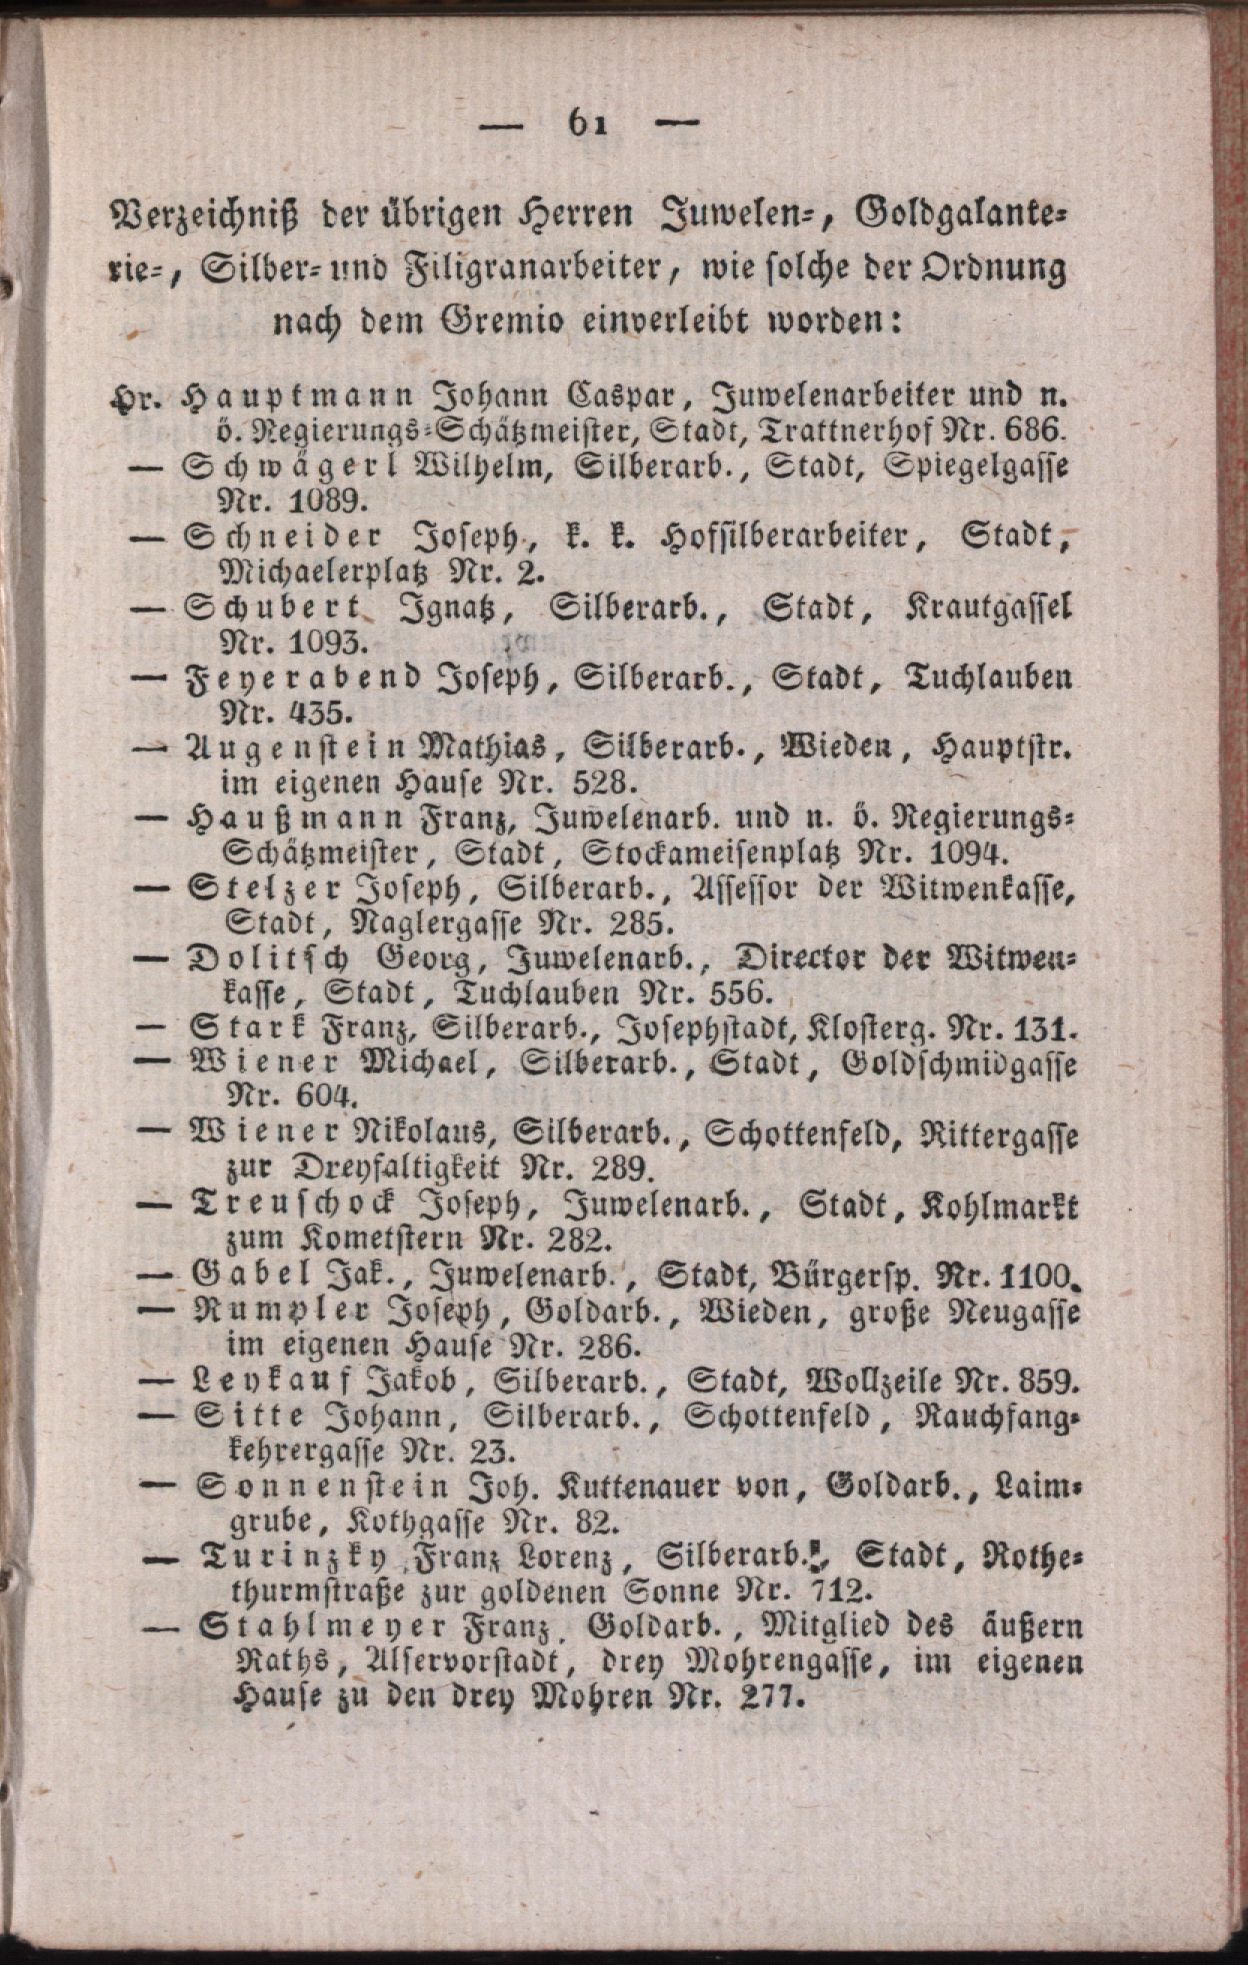 — 61 —
Verzeichniß der übrigen Herren Juwelen-, Goldgalante-
rie-, Silber- und Filigranarbeiter, wie solche der Ordnung
nach dem Gremio einverleibt worden:
Hr. Hauptmann Johann Caspar, Juwelenarbeiter und n.
ö. Regierungs-Schätzmeister, Stadt, Trattnerhof Nr. 686.
— Schwägerl Wilhelm, Silberarb., Stadt, Spiegelgasse
Nr. 1089.
— Schneider Joseph, k. k. Hofsilberarbeiter, Stadt,
Michaelerplatz Nr. 2.
— Schubert Ignatz, Silberarb., Stadt, Krautgassel
Nr. 1093.
— Feyerabend Joseph, Silberarb., Stadt, Tuchlauben
Nr. 435.
— Augenstein Mathias, Silberarb., Wieden, Hauptstr.
im eigenen Hause Nr. 528.
— Haußmann Franz, Juwelenarb. und n. ö. Regierungs-
Schätzmeister, Stadt, Stockameisenplatz Nr. 1094.
— Stelzer Joseph, Silberarb., Assessor der Witwenkasse,
Stadt, Naglergasse Nr. 285.
— Dolitsch Georg, Juwelenarb., Director der Witwen-
kasse, Stadt, Tuchlauben Nr. 556.
— Stark Franz, Silberarb., Josephstadt, Klosterg. Nr. 131.
— Wiener Michael, Silberarb., Stadt, Goldschmidgasse
Nr. 604.
— Wiener Nikolaus, Silberarb., Schottenfeld, Rittergasse
zur Dreyfaltigkeit Nr. 289.
— Treuschock Joseph, Juwelenarb., Stadt, Kohlmarkt
zum Kometstern Nr. 282.
— Gabel Jak., Juwelenarb., Stadt, Bürgersp. Nr. 1100.
— Rumpler Joseph, Goldarb., Wieden, große Neugasse
im eigenen Hause Nr. 286.
— Leykauf Jakob, Silberarb., Stadt, Wollzeile Nr. 859.
— Sitte Johann, Silberarb., Schottenfeld, Rauchfang-
kehrergasse Nr. 23.
— Sonnenstein Joh. Kuttenauer von, Goldarb., Laim-
grube, Kothgasse Nr. 82.
— Turinzky Franz Lorenz, Silberarb., Stadt, Rothe-
thurmstraße zur goldenen Sonne Nr. 712.
— Stahlmeyer Franz, Goldarb., Mitglied des äußern
Raths, Alservorstadt, drey Mohrengasse, im eigenen
Hause zu den drey Mohren Nr. 277.